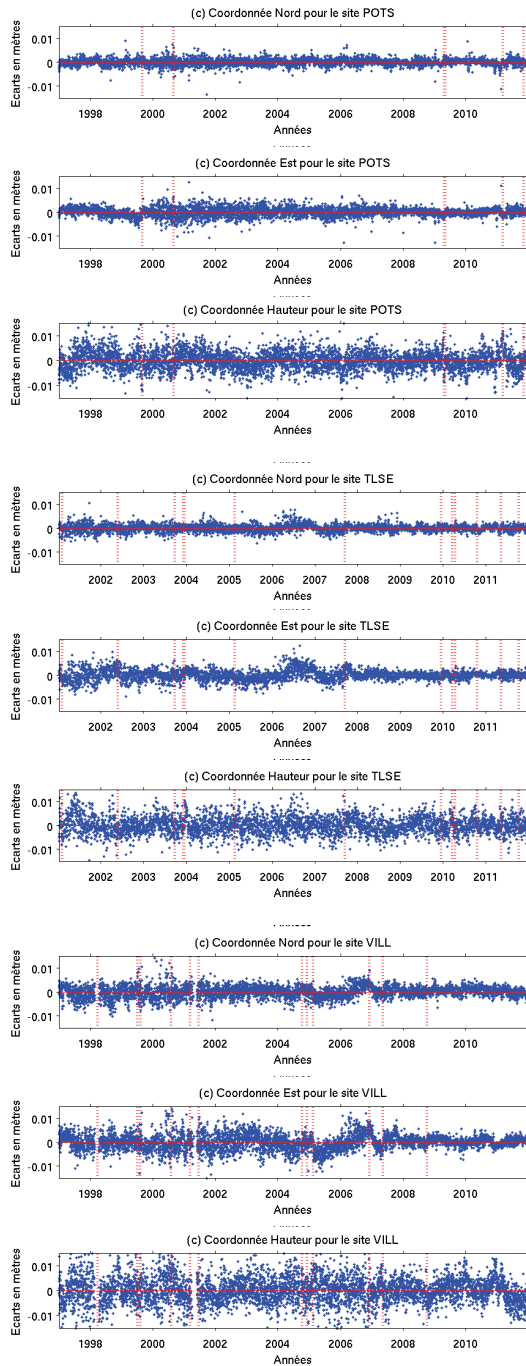 (c) Coordonnée Nord pour le site POTS
Ecarts en mètres
0.01
0
-0.01
1998 2000 2002 2004 2006 2008 2010
Années
(c) Coordonnée Est pour le site POTS
Ecarts en mètres
0.01
0
-0.01
1998 2000 2002 2004 2006 2008 2010
Années
(c) Coordonnée Hauteur pour le site POTS
Ecarts en mètres
0.01
0
-0.01
1998 2000 2002 2004 2006 2008 2010
Années
(c) Coordonnée Nord pour le site TLSE
Ecarts en mètres
0.01
0
-0.01
2002 2003 2004 2005 2006 2007 2008 2009 2010 2011
Années
(c) Coordonnée Est pour le site TLSE
Ecarts en mètres
0.01
0
-0.01
2002 2003 2004 2005 2006 2007 2008 2009 2010 2011
Années
(c) Coordonnée Hauteur pour le site TLSE
Ecarts en mètres
0.01
0
-0.01
2002 2003 2004 2005 2006 2007 2008 2009 2010 2011
Années
(c) Coordonnée Nord pour le site VILL
Ecarts en mètres
0.01
0
-0.01
1998 2000 2002 2004 2006 2008 2010
Années
(c) Coordonnée Est pour le site VILL
Ecarts en mètres
0.01
0
-0.01
1998 2000 2002 2004 2006 2008 2010
Années
(c) Coordonnée Hauteur pour le site VILL
Ecarts en mètres
0.01
0
-0.01
1998 2000 2002 2004 2006 2008 2010
Années